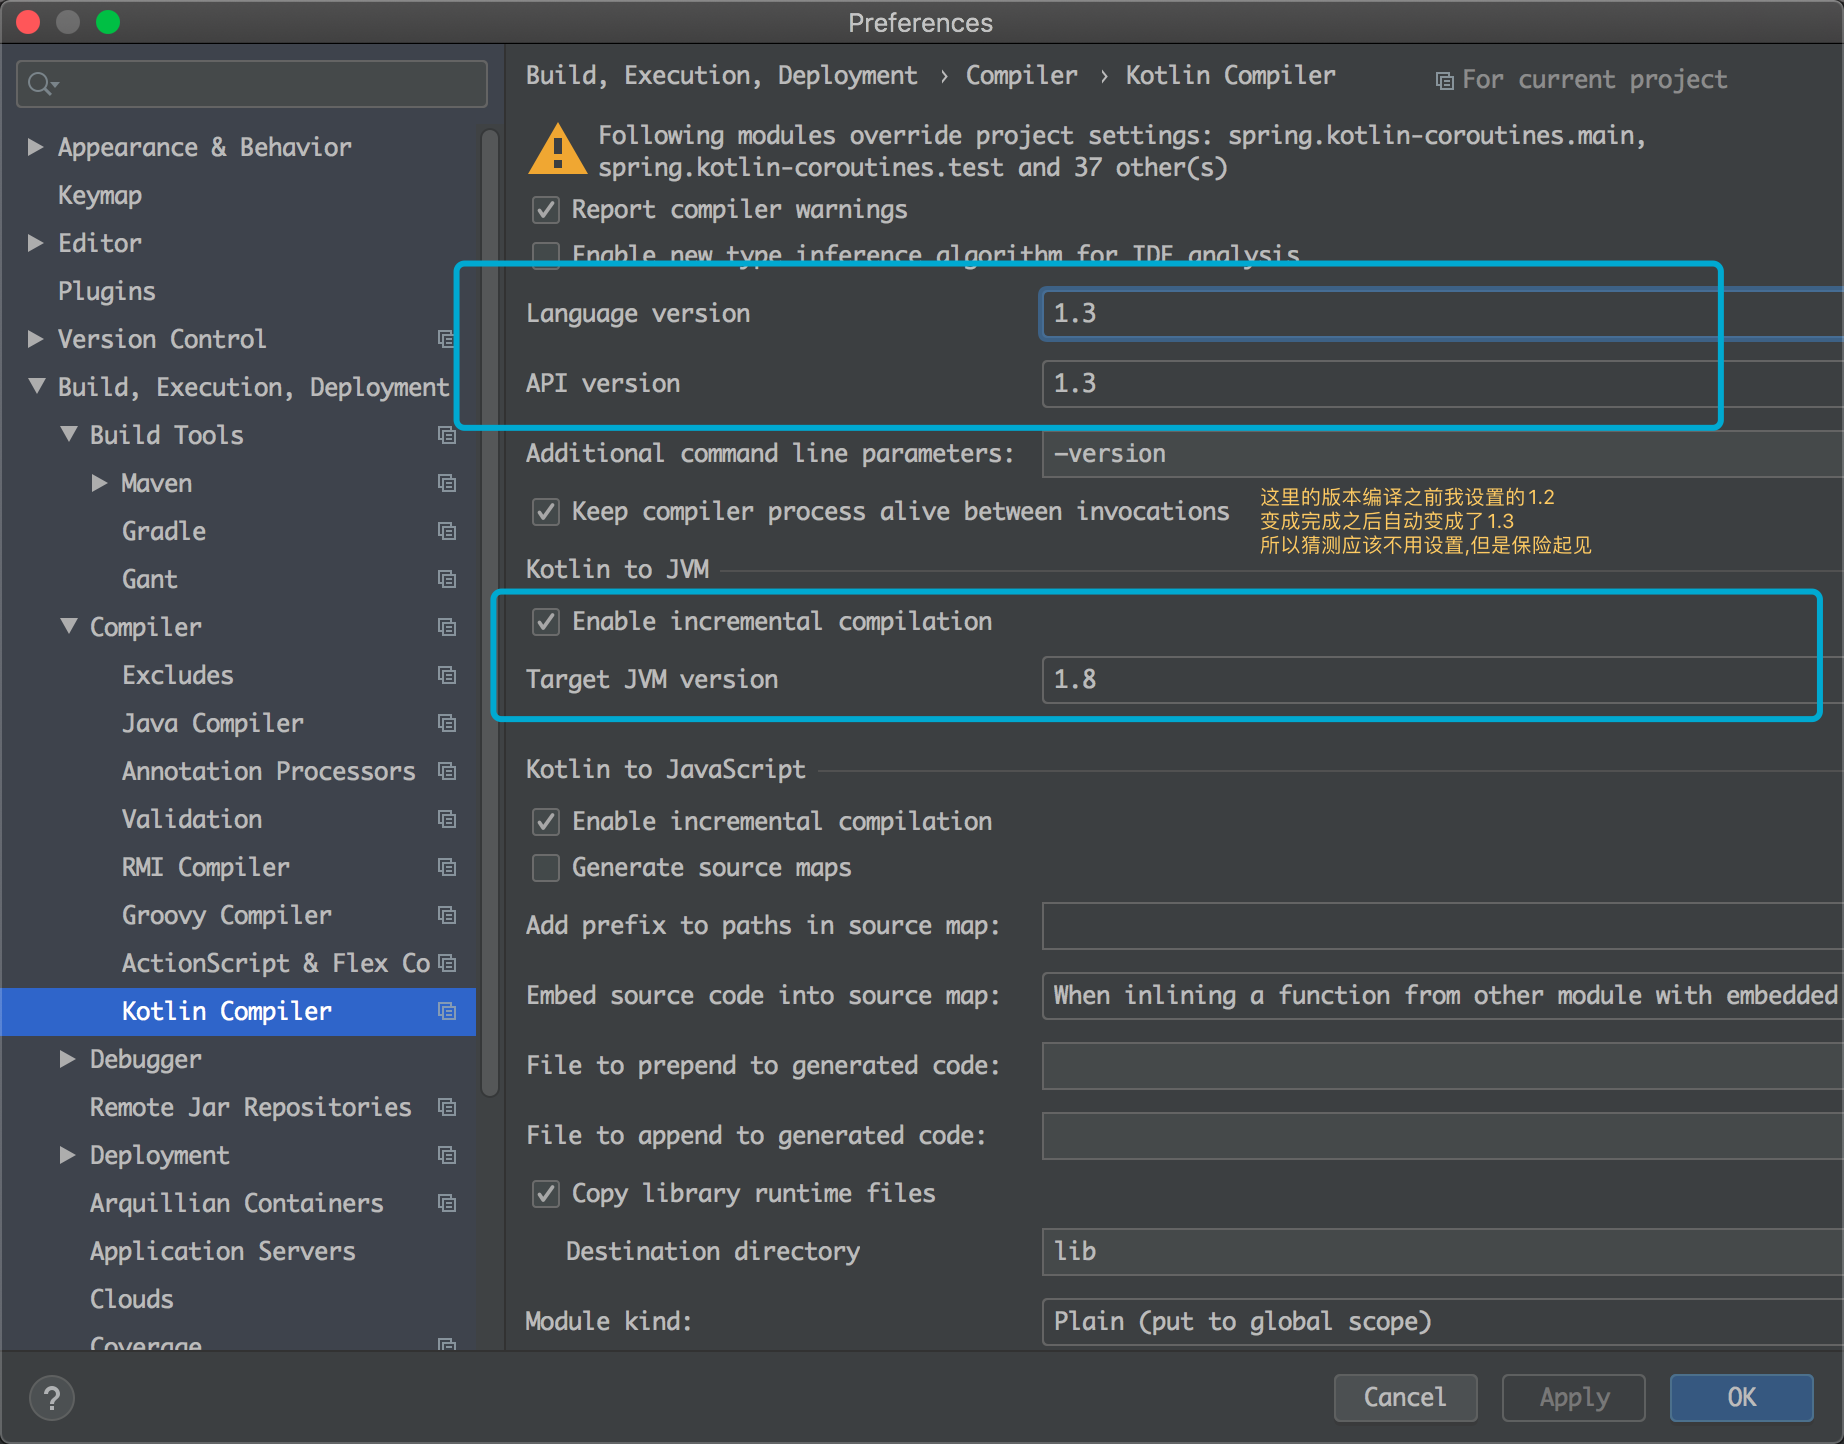 Preferences
Build, Execution, Deployment › Compiler › Kotlin Compiler
For current project
Appearance & Behavior
Keymap
Editor
Plugins
Version Control
Build, Execution, Deployment
Build Tools
Maven
Gradle
Gant
Compiler
Excludes
Java Compiler
Annotation Processors
Validation
RMI Compiler
Groovy Compiler
ActionScript & Flex Co
Kotlin Compiler
Debugger
Remote Jar Repositories
Deployment
Arquillian Containers
Application Servers
Clouds
Coverage
Following modules override project settings: spring.kotlin-coroutines.main,
spring.kotlin-coroutines.test and 37 other(s)
Report compiler warnings
Enable new type inference algorithm for IDE analysis
Language version 1.3
API version 1.3
Additional command line parameters: -version
Keep compiler process alive between invocations
这里的版本编译之前我设置的1.2
变成完成之后自动变成了1.3
所以猜测应该不用设置,但是保险起见
Kotlin to JVM
Enable incremental compilation
Target JVM version 1.8
Kotlin to JavaScript
Enable incremental compilation
Generate source maps
Add prefix to paths in source map:
Embed source code into source map: When inlining a function from other module with embedded
File to prepend to generated code:
File to append to generated code:
Copy library runtime files
Destination directory lib
Module kind: Plain (put to global scope)
?
Cancel
Apply
OK